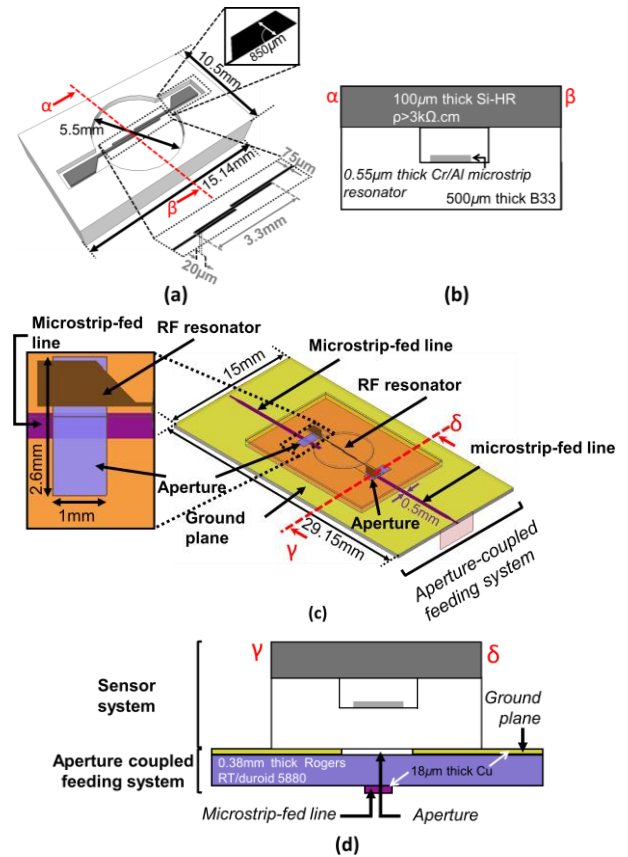 850µm
10.5mm
α
5.5mm
15.14mm
75µm
β
3.3mm
20µm
(a)
α
β
100µm thick Si-HR
ρ>3kΩ.cm
0.55µm thick Cr/Al microstrip
resonator
500µm thick B33
(b)
Microstrip-fed
line
RF resonator
15mm
Microstrip-fed line
RF resonator
δ
microstrip-fed line
2.6mm
Aperture
1mm
Ground
plane
Aperture
0.5mm
29.15mm
γ
Aperture-coupled
feeding system
(c)
γ
δ
Sensor
system
Ground
plane
Aperture coupled
feeding system
0.38mm thick Rogers
RT/duroid 5880
18µm thick Cu
Microstrip-fed line
Aperture
(d)